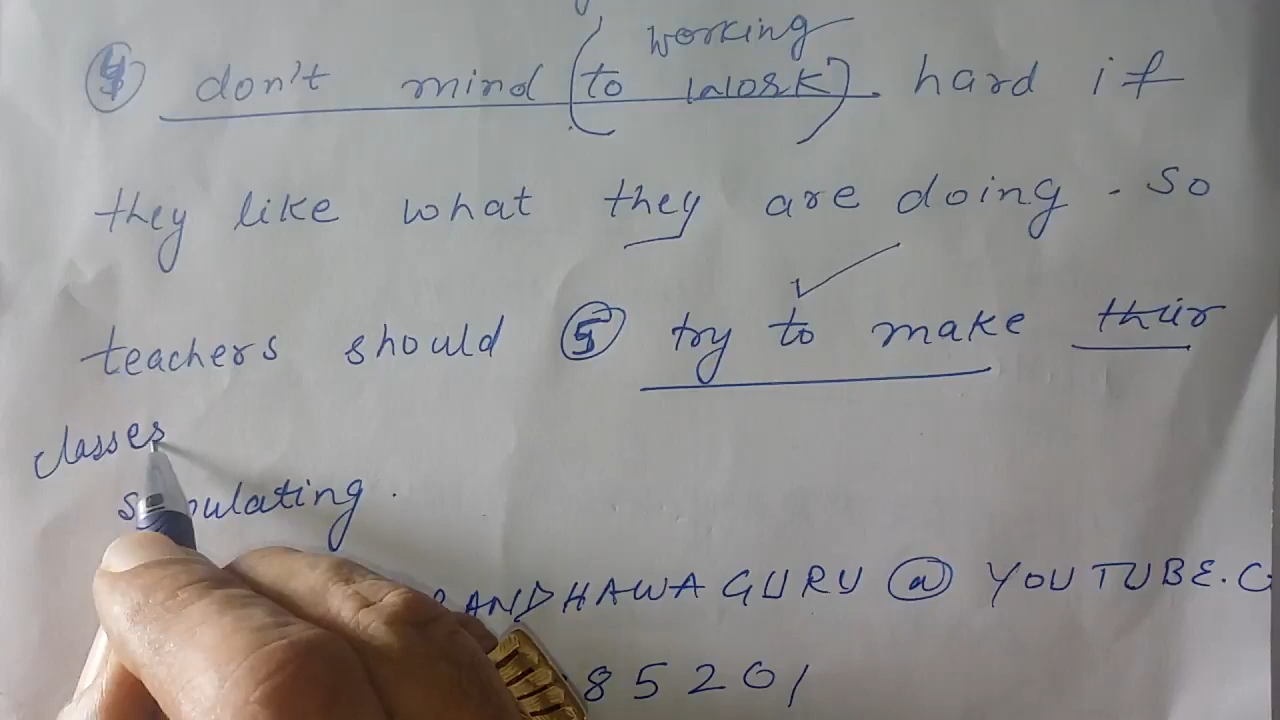 working
④ don't mind (to work). hard if
they like what they are doing. So
teachers should ⑤ try to make their
classes
RANDHAWA GURU @ YOUTUBE.C
85201